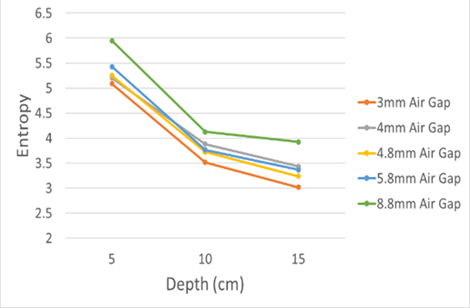 6.5
6
5.5
5
4.5
4
3.5
3
2.5
2
Entropy
5 10 15
Depth (cm)
3mm Air Gap
4mm Air Gap
4.8mm Air Gap
5.8mm Air Gap
8.8mm Air Gap